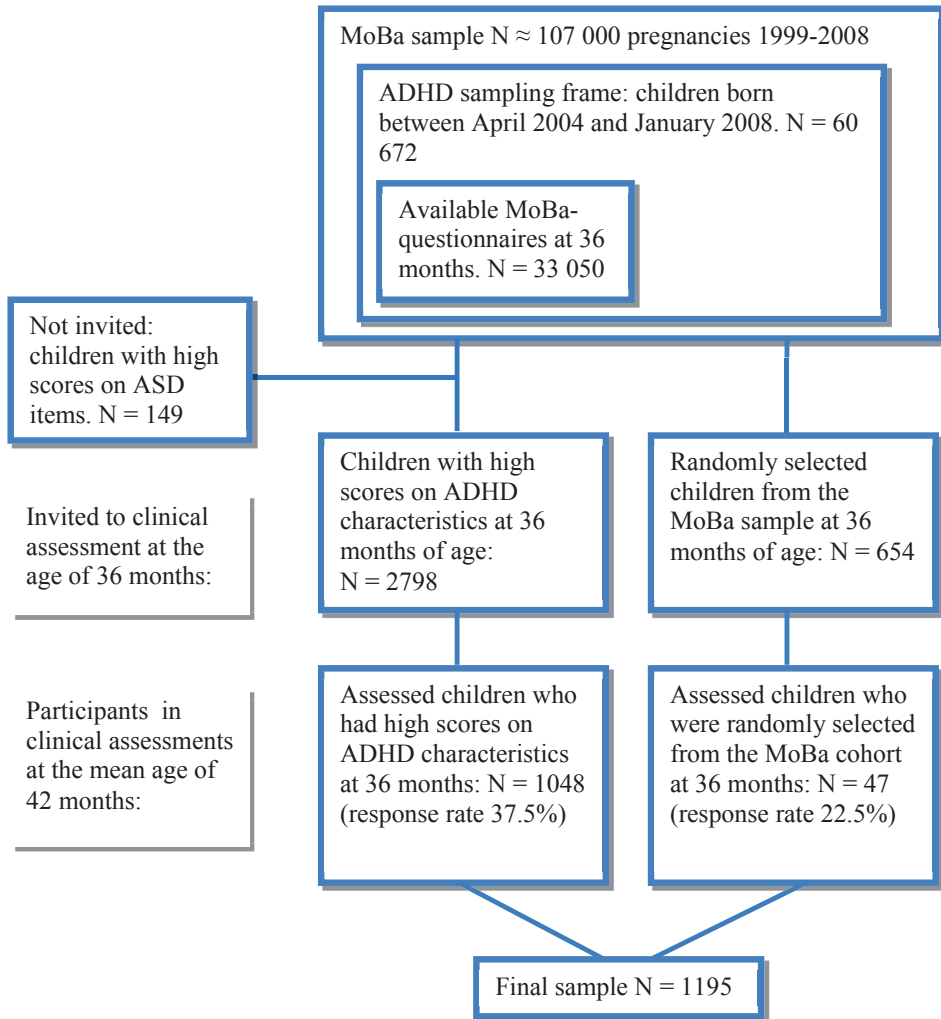 MoBa sample N ≈ 107 000 pregnancies 1999-2008
ADHD sampling frame: children born
between April 2004 and January 2008. N = 60
672
Available MoBa-
questionnaires at 36
months. N = 33 050
Not invited:
children with high
scores on ASD
items. N = 149
Children with high
scores on ADHD
characteristics at 36
months of age:
N = 2798
Randomly selected
children from the
MoBa sample at 36
months of age: N = 654
Invited to clinical
assessment at the
age of 36 months:
Assessed children who
had high scores on
ADHD characteristics
at 36 months: N = 1048
(response rate 37.5%)
Assessed children who
were randomly selected
from the MoBa cohort
at 36 months: N = 47
(response rate 22.5%)
Participants in
clinical assessments
at the mean age of
42 months:
Final sample N = 1195